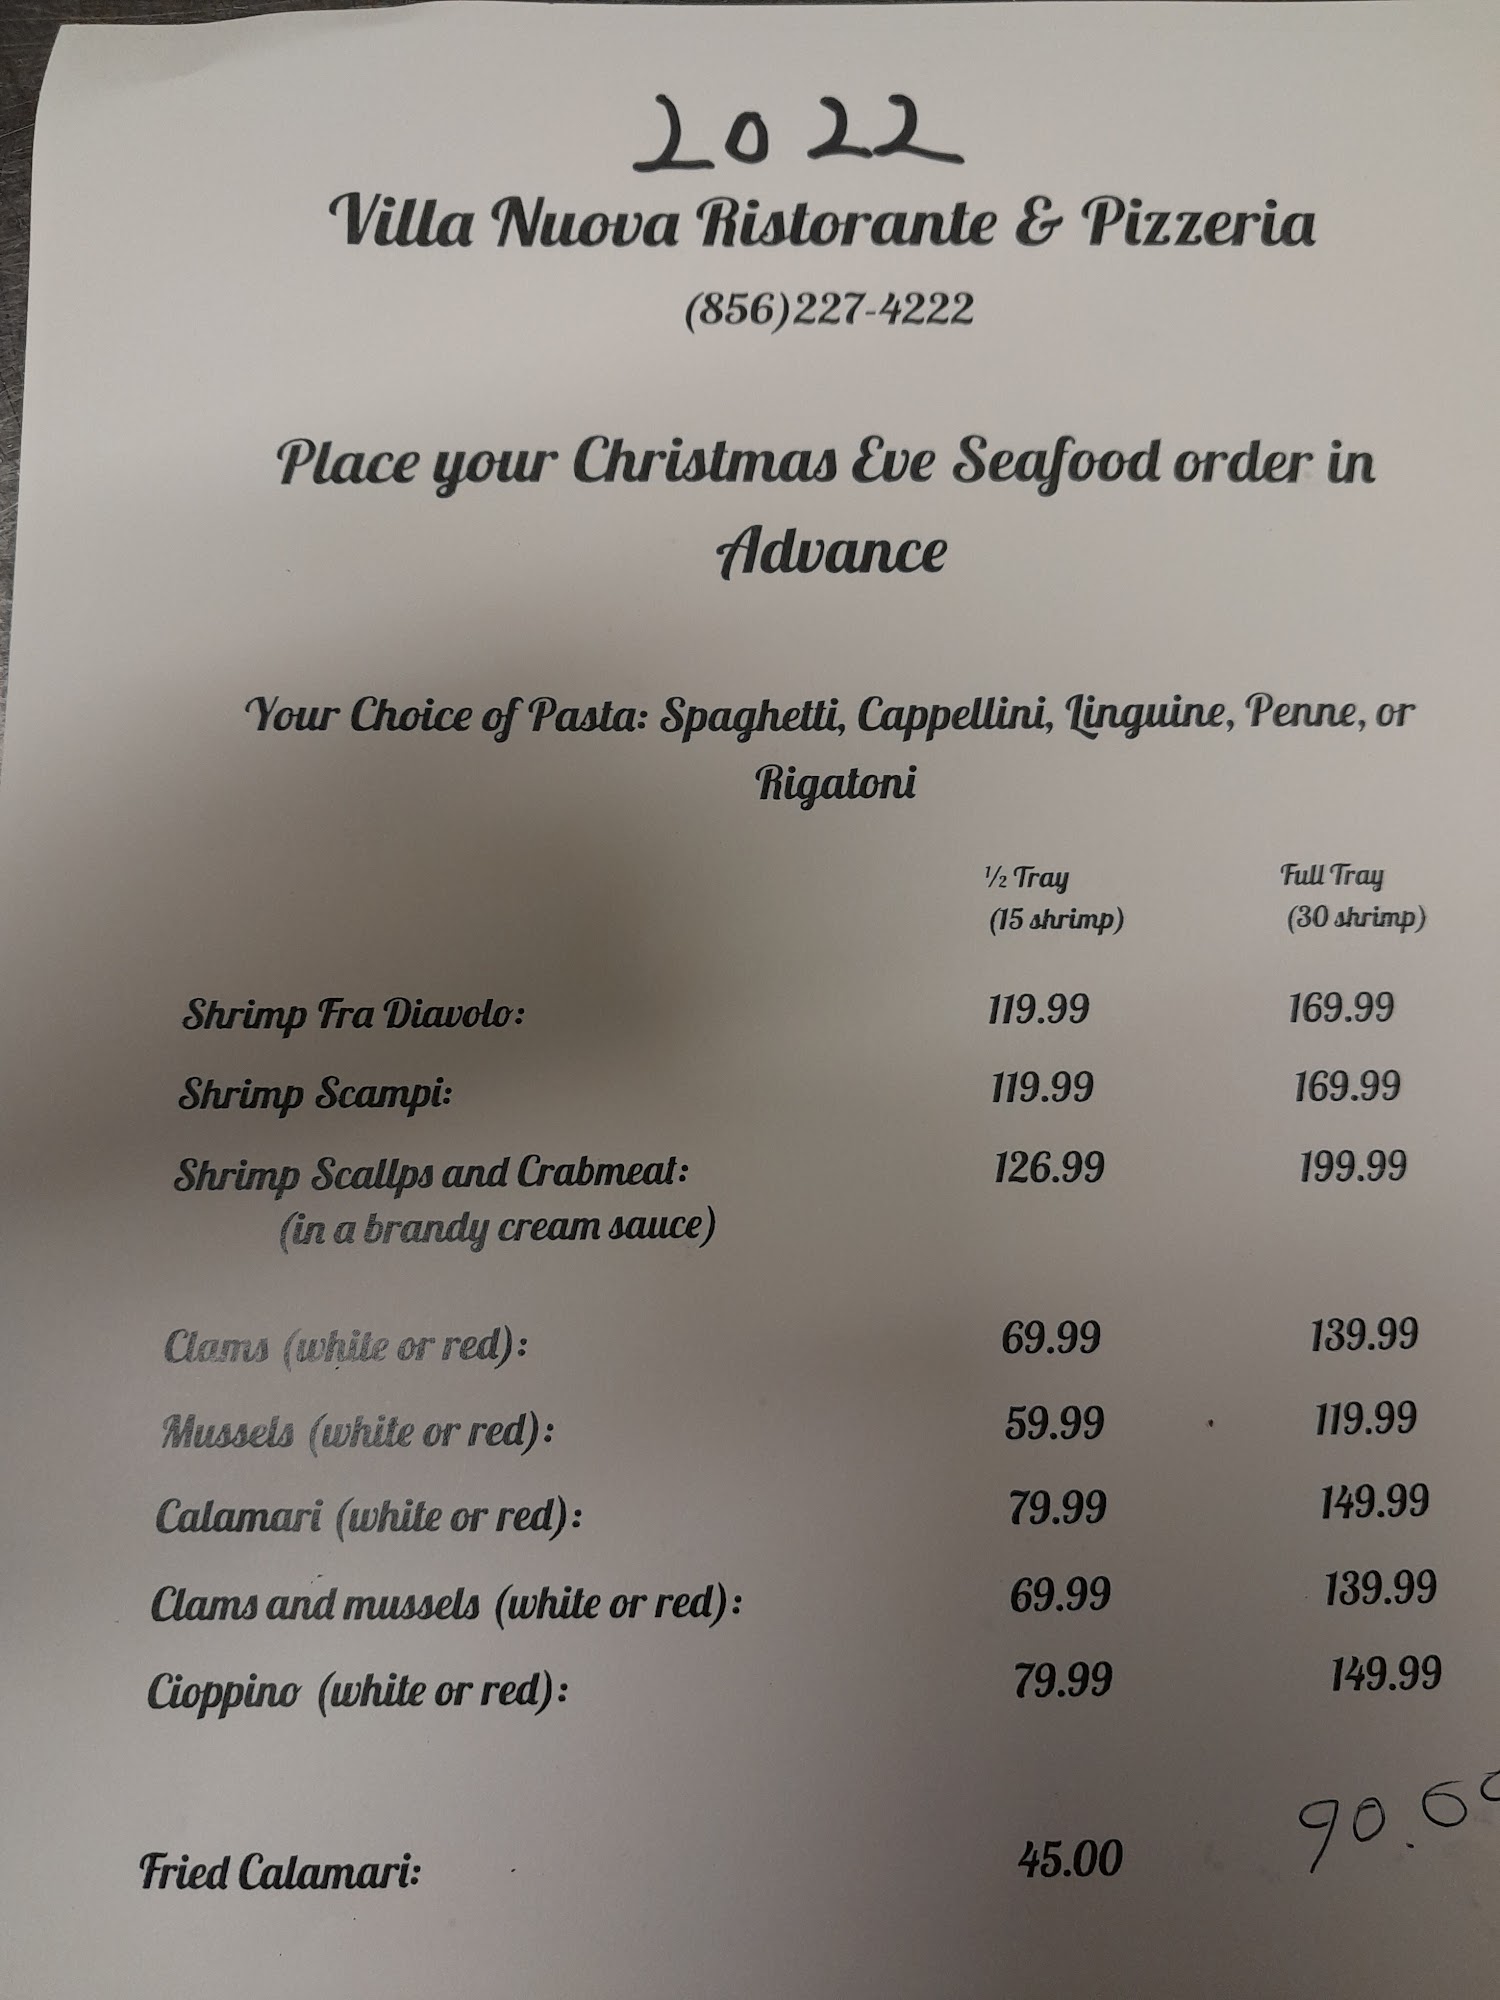 2022
Villa Nuova Ristorante & Pizzeria
(856)227-4222
Place your Christmas Eve Seafood order in
Advance
Your Choice of Pasta: Spaghetti, Cappellini, Linguine, Penne, or
Rigatoni
½ Tray Full Tray
(15 shrimp) (30 shrimp)
Shrimp Fra Diavolo: 119.99 169.99
Shrimp Scampi: 119.99 169.99
Shrimp Scallps and Crabmeat: 126.99 199.99
(in a brandy cream sauce)
Clams (white or red): 69.99 139.99
Mussels (white or red): 59.99 119.99
Calamari (white or red): 79.99 149.99
Clams and mussels (white or red): 69.99 139.99
Cioppino (white or red): 79.99 149.99
Fried Calamari: 45.00